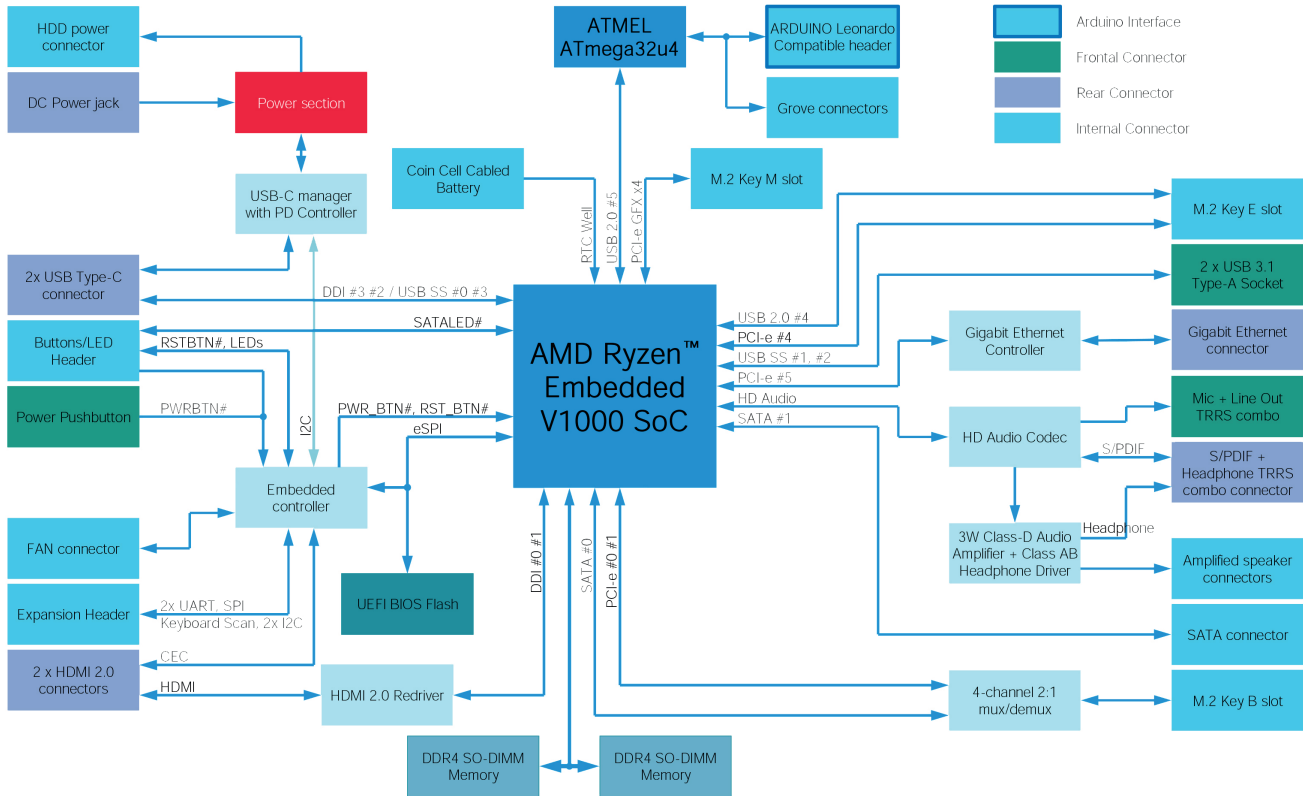 HDD power
connector
DC Power jack
Power section
USB-C manager
with PD Controller
2x USB Type-C
connector
Buttons/LED
Header
Power Pushbutton
FAN connector
Expansion Header
2 x HDMI 2.0
connectors
DDI #3 #2 / USB SS #0 #3
SATALED#
RSTBTN#, LEDs
PWRBTN#
I2C
PWR_BTN#, RST_BTN#
eSPI
Embedded
controller
2x UART, SPI
Keyboard Scan, 2x I2C
CEC
HDMI
UEFI BIOS Flash
HDMI 2.0 Redriver
Coin Cell Cabled
Battery
ATMEL
ATmega32u4
ARDUINO Leonardo
Compatible header
Grove connectors
M.2 Key M slot
RTC Well
USB 2.0 #5
PCI-e GFX x4
AMD Ryzen™
Embedded
V1000 SoC
DDI #0 #1
SATA #0
PCI-e #0 #1
DDR4 SO-DIMM
Memory
DDR4 SO-DIMM
Memory
USB 2.0 #4
PCI-e #4
USB SS #1, #2
PCI-e #5
HD Audio
SATA #1
Gigabit Ethernet
Controller
HD Audio Codec
S/PDIF
3W Class-D Audio
Amplifier + Class AB
Headphone Driver
Headphone
4-channel 2:1
mux/demux
Arduino Interface
Frontal Connector
Rear Connector
Internal Connector
M.2 Key E slot
2 x USB 3.1
Type-A Socket
Gigabit Ethernet
connector
Mic + Line Out
TRRS combo
S/PDIF +
Headphone TRRS
combo connector
Amplified speaker
connectors
SATA connector
M.2 Key B slot